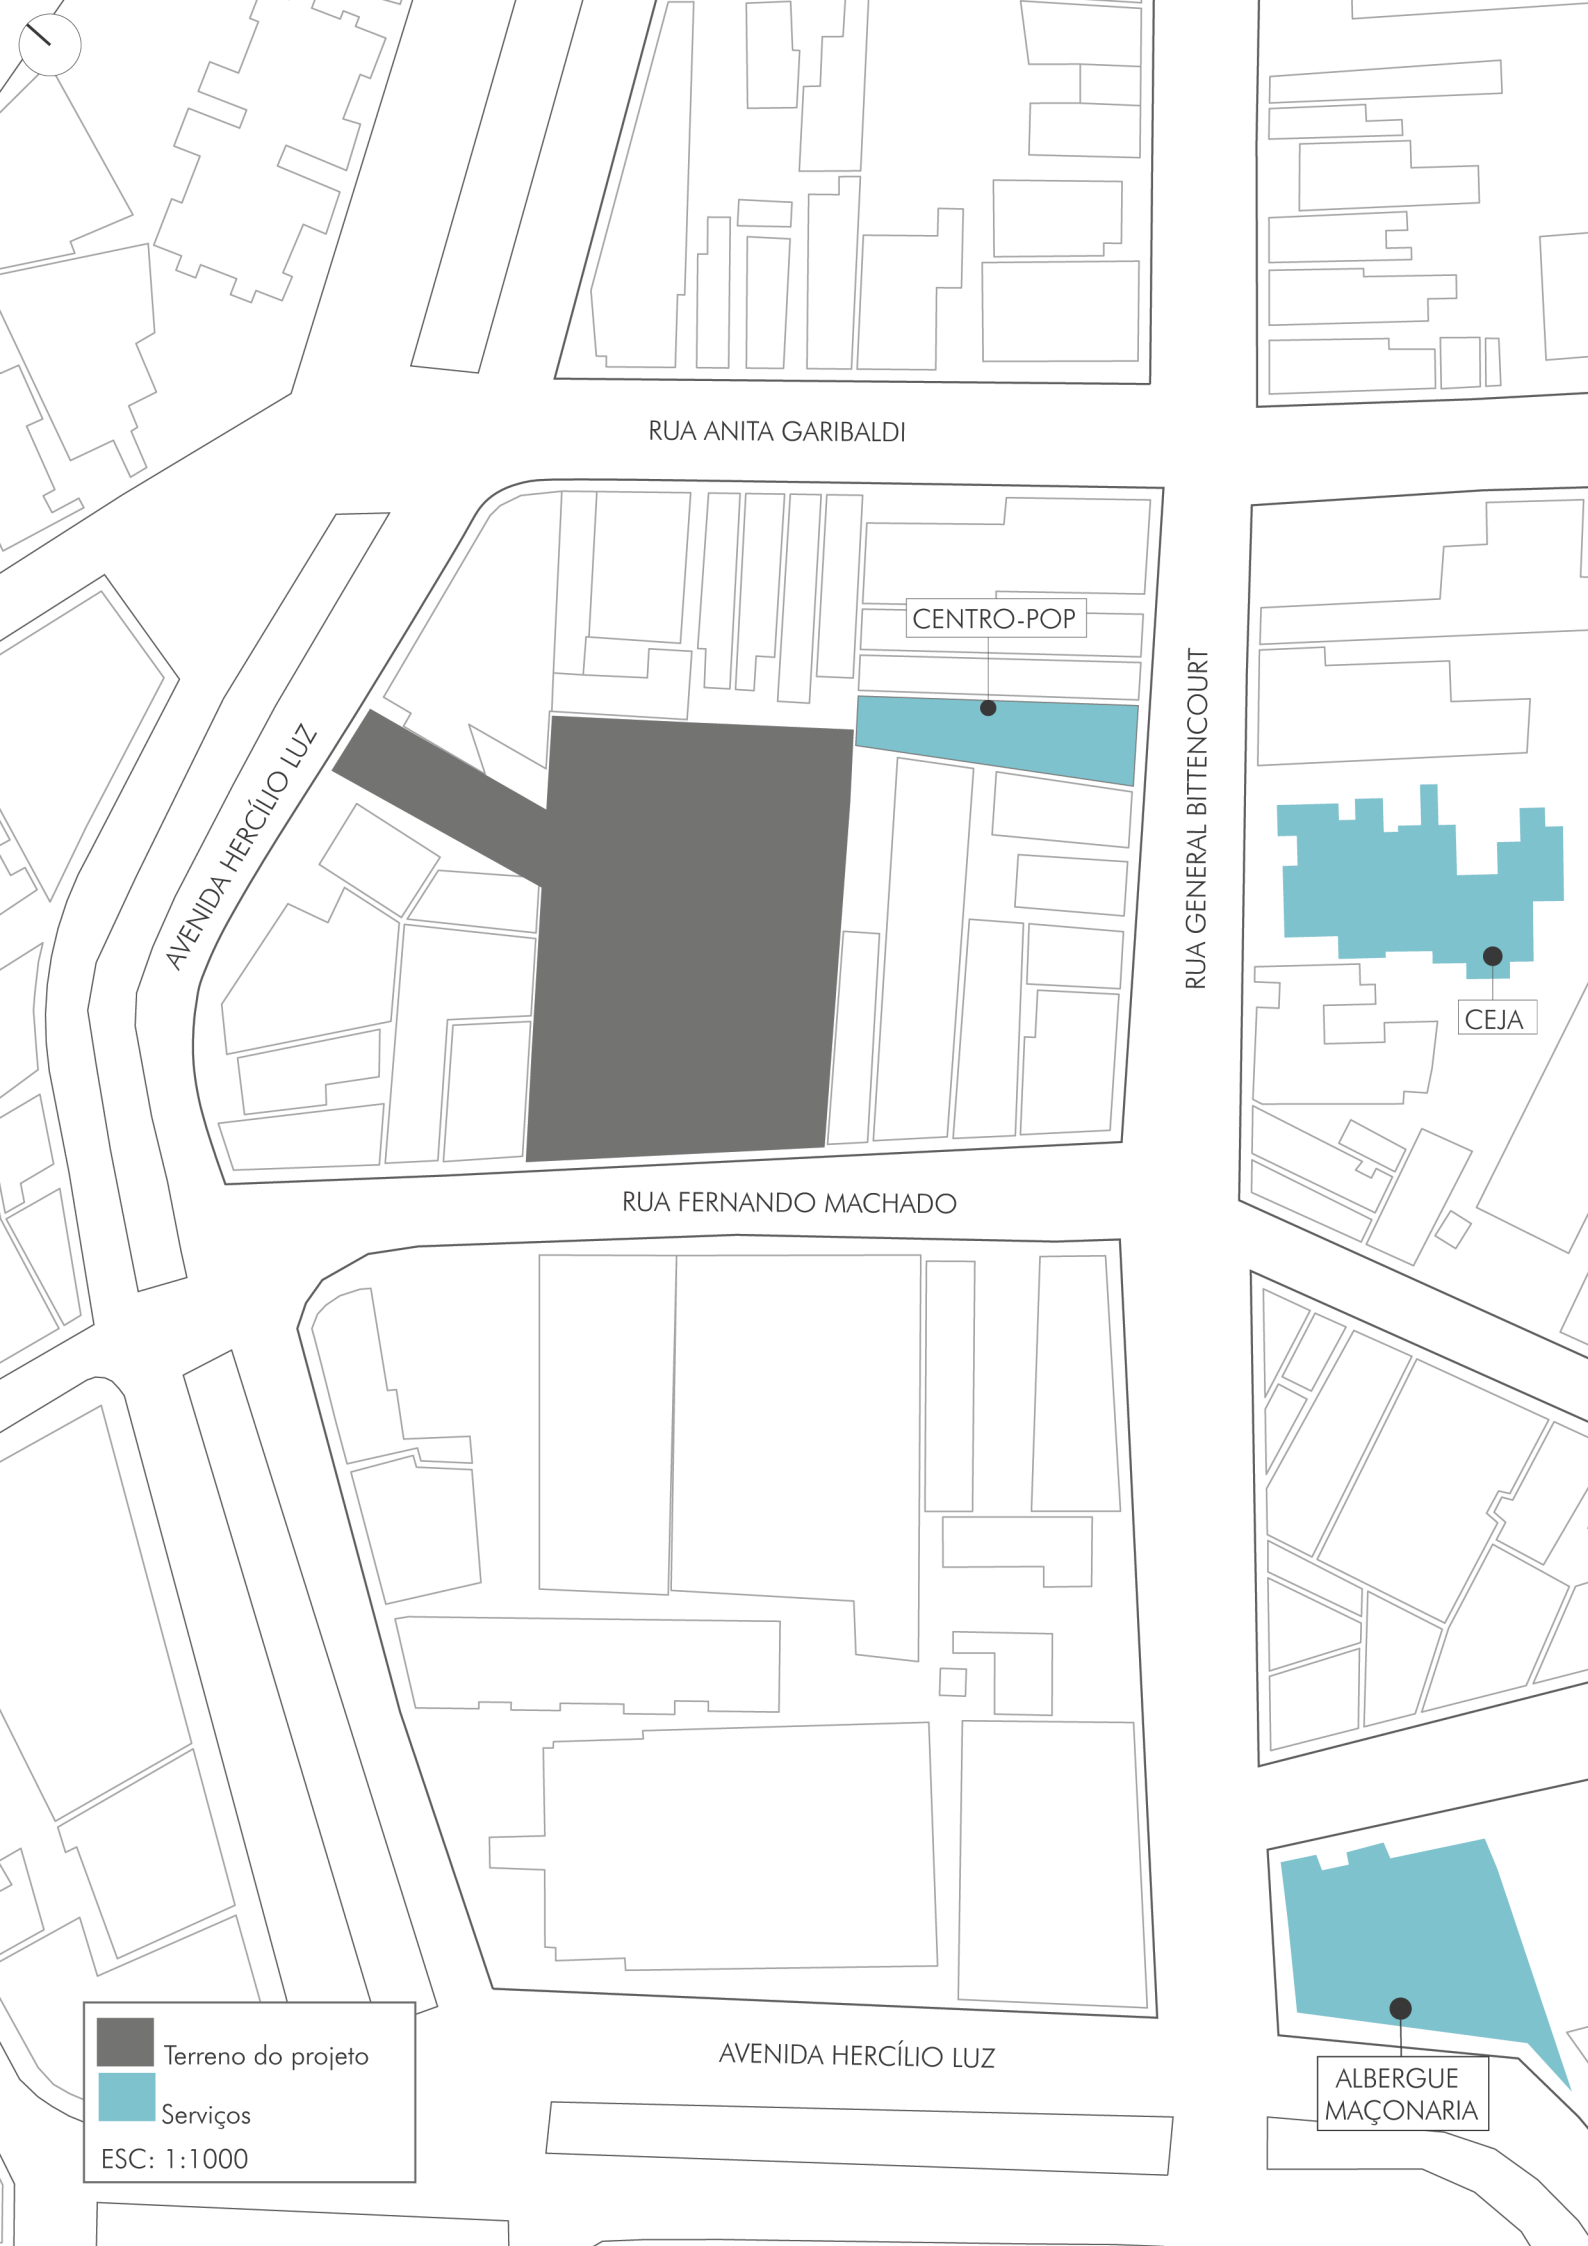 RUA ANITA GARIBALDI
CENTRO-POP
RUA GENERAL BITTENCOURT
AVENIDA HERCÍLIO LUZ
CEJA
RUA FERNANDO MACHADO
AVENIDA HERCÍLIO LUZ
ALBERGUE
MAÇONARIA
Terreno do projeto
Serviços
ESC: 1:1000